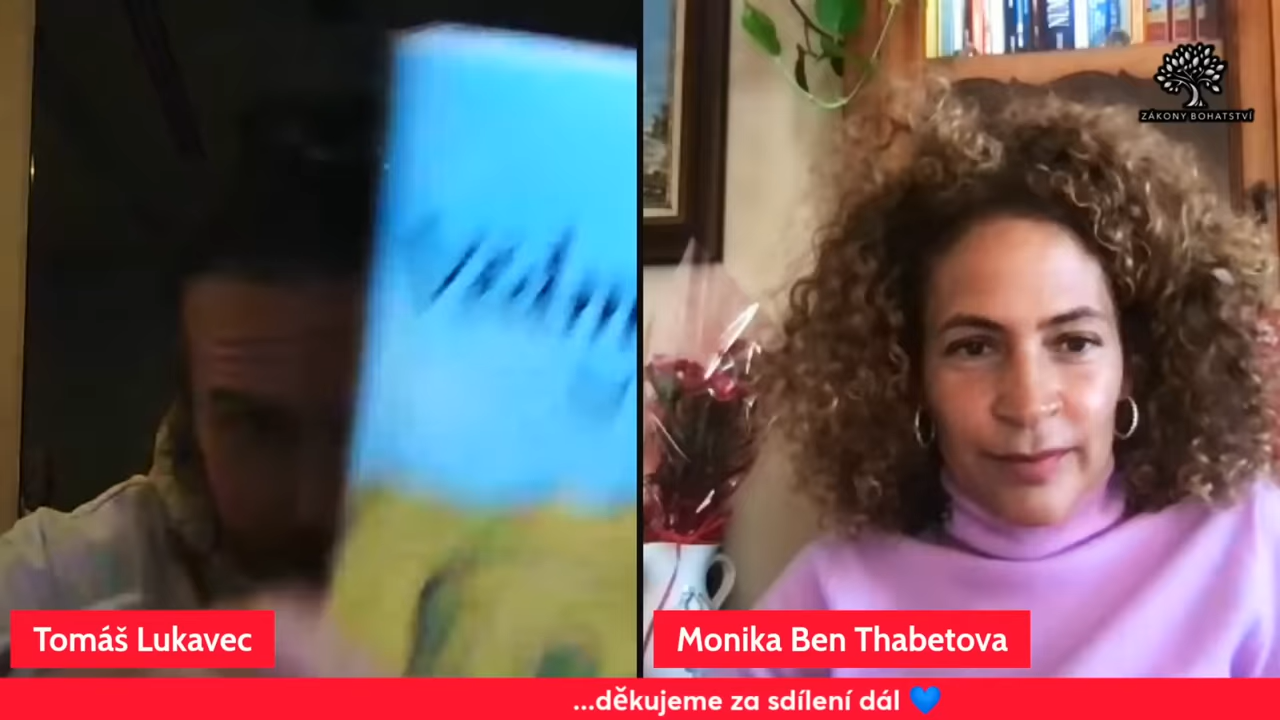 ZÁKONY BOHATSTVÍ
Tomáš Lukavec
Monika Ben Thabetova
...děkujeme za sdílení dál 💙